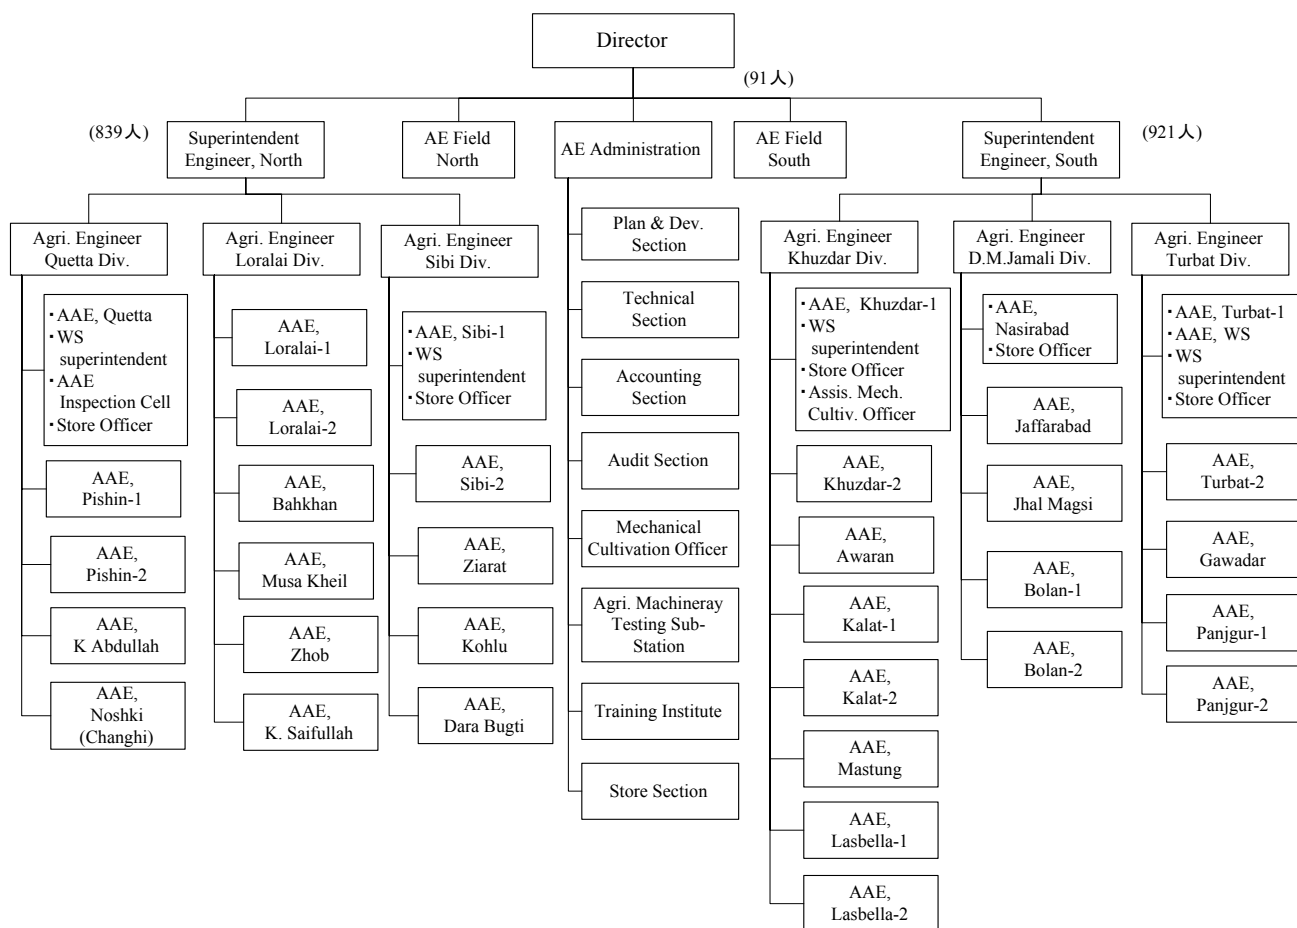 Director
(91人)
(839人)
Superintendent
Engineer, North
AE Field
North
AE Administration
AE Field
South
Superintendent
Engineer, South
(921人)
Agri. Engineer
Quetta Div.
・AAE, Quetta
・WS
superintendent
・AAE
Inspection Cell
・Store Officer
AAE,
Pishin-1
AAE,
Pishin-2
AAE,
K Abdullah
AAE,
Noshki
(Changhi)
Agri. Engineer
Loralai Div.
AAE,
Loralai-1
AAE,
Loralai-2
AAE,
Bahkhan
AAE,
Musa Kheil
AAE,
Zhob
AAE,
K. Saifullah
Agri. Engineer
Sibi Div.
・AAE, Sibi-1
・WS
superintendent
・Store Officer
AAE,
Sibi-2
AAE,
Ziarat
AAE,
Kohlu
AAE,
Dara Bugti
Plan & Dev.
Section
Technical
Section
Accounting
Section
Audit Section
Mechanical
Cultivation Officer
Agri. Machineray
Testing Sub-
Station
Training Institute
Store Section
Agri. Engineer
Khuzdar Div.
・AAE, Khuzdar-1
・WS
superintendent
・Store Officer
・Assis. Mech.
Cultiv. Officer
AAE,
Khuzdar-2
AAE,
Awaran
AAE,
Kalat-1
AAE,
Kalat-2
AAE,
Mastung
AAE,
Lasbella-1
AAE,
Lasbella-2
Agri. Engineer
D.M.Jamali Div.
・AAE,
Nasirabad
・Store Officer
AAE,
Jaffarabad
AAE,
Jhal Magsi
AAE,
Bolan-1
AAE,
Bolan-2
Agri. Engineer
Turbat Div.
・AAE, Turbat-1
・AAE, WS
・WS
superintendent
・Store Officer
AAE,
Turbat-2
AAE,
Gawadar
AAE,
Panjgur-1
AAE,
Panjgur-2